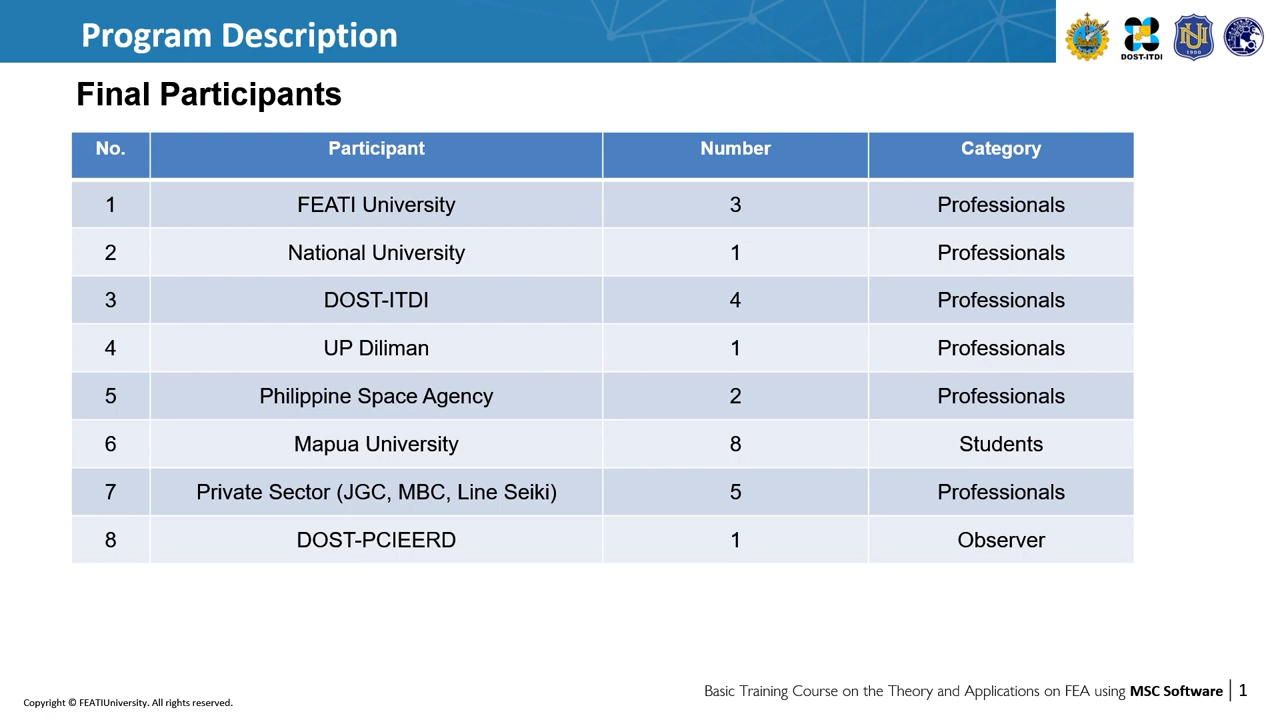 Program Description
DOST-ITDI
NU
1900
Final Participants
No. Participant Number Category
1 FEATI University 3 Professionals
2 National University 1 Professionals
3 DOST-ITDI 4 Professionals
4 UP Diliman 1 Professionals
5 Philippine Space Agency 2 Professionals
6 Mapua University 8 Students
7 Private Sector (JGC, MBC, Line Seiki) 5 Professionals
8 DOST-PCIEERD 1 Observer
Basic Training Course on the Theory and Applications on FEA using MSC Software | 1
Copyright © FEATIUniversity. All rights reserved.